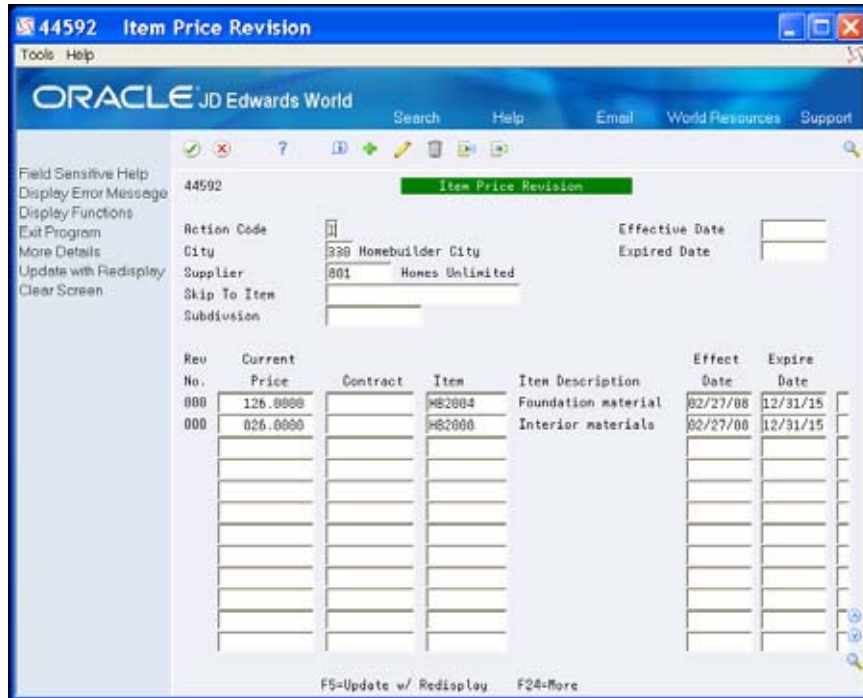 44592 Item Price Revision
Tools Help
ORACLE JD Edwards World
Search Help Email World Resources Support
Field Sensitive Help
Display Error Message
Display Functions
Exit Program
More Details
Update with Redisplay
Clear Screen
44592 Item Price Revision
Action Code I Effective Date
City 330 Homebuilder City Expired Date
Supplier 801 Homes Unlimited
Skip To Item
Subdivsion
Rev Current Effect Expire
No. Price Contract Item Item Description Date Date
000 126.0000 HB2004 Foundation material 02/27/08 12/31/15
000 026.0000 Interior materials 02/27/08 12/31/15
F5=Update w/ Redisplay F24=More